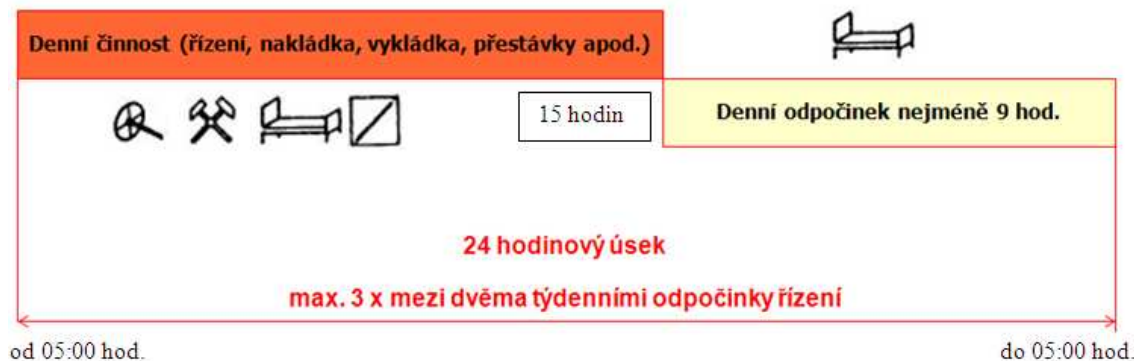 Denní činnost (řízení, nakládka, vykládka, přestávky apod.)
15 hodin
Denní odpočinek nejméně 9 hod.
24 hodinový úsek
max. 3 x mezi dvěma týdenními odpočinky řízení
od 05:00 hod.
do 05:00 hod.